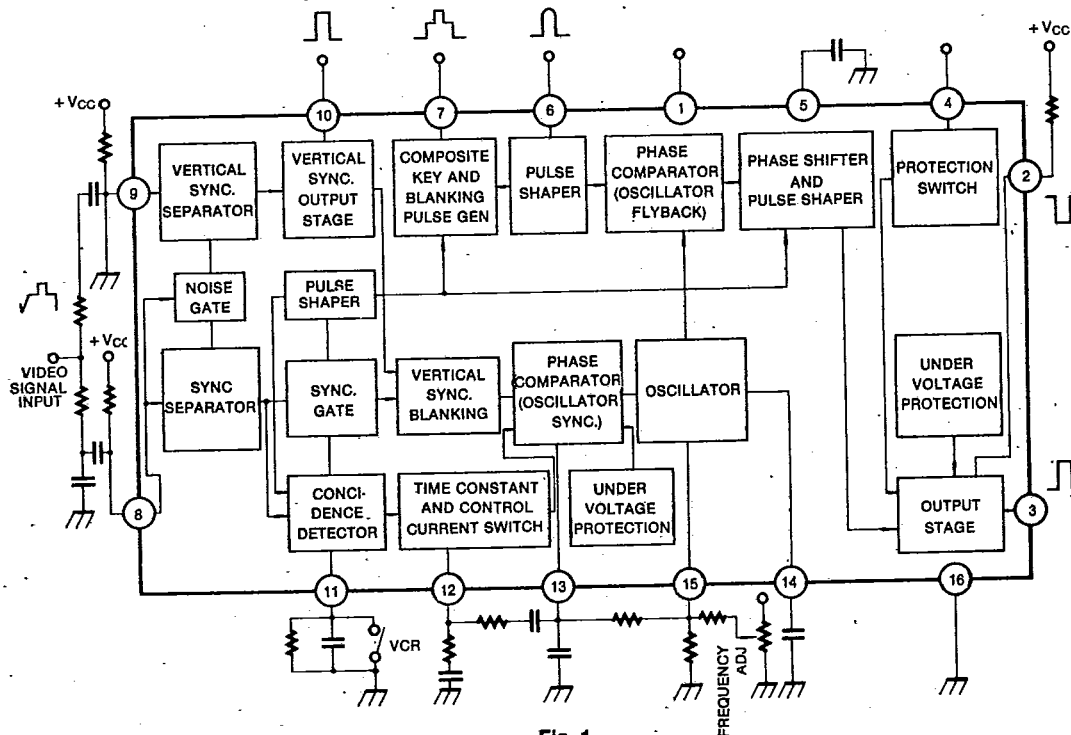 + Vcc
+ Vcc
10
7
6
1
5
4
9
VERTICAL
SYNC.
SEPARATOR
VERTICAL
SYNC.
OUTPUT
STAGE
COMPOSITE
KEY AND
BLANKING
PULSE GEN
PULSE
SHAPER
PHASE
COMPARATOR
(OSCILLATOR
FLYBACK)
PHASE SHIFTER
AND
PULSE SHAPER
PROTECTION
SWITCH
2
NOISE
GATE
PULSE
SHAPER
VIDEO
SIGNAL
INPUT
+ Vcc
SYNC
SEPARATOR
SYNC.
GATE
VERTICAL
SYNC.
BLANKING
PHASE
COMPARATOR
(OSCILLATOR
SYNC.)
OSCILLATOR
UNDER
VOLTAGE
PROTECTION
8
CONCI-
DENCE
DETECTOR
TIME CONSTANT
AND CONTROL
CURRENT SWITCH
UNDER
VOLTAGE
PROTECTION
OUTPUT
STAGE
3
11
12
13
15
14
16
VCR
FREQUENCY
ADJ
Fig. 1